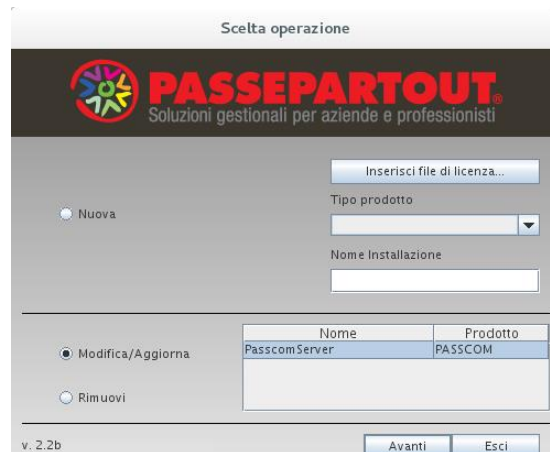 Scelta operazione
PASSEPARTOUT®
Soluzioni gestionali per aziende e professionisti
Inserisci file di licenza...
Tipo prodotto
Nuova
Nome Installazione
Nome Prodotto
PasscomServer PASSCOM
Modifica/Aggiorna
Rimuovi
v. 2.2b
Avanti Esci